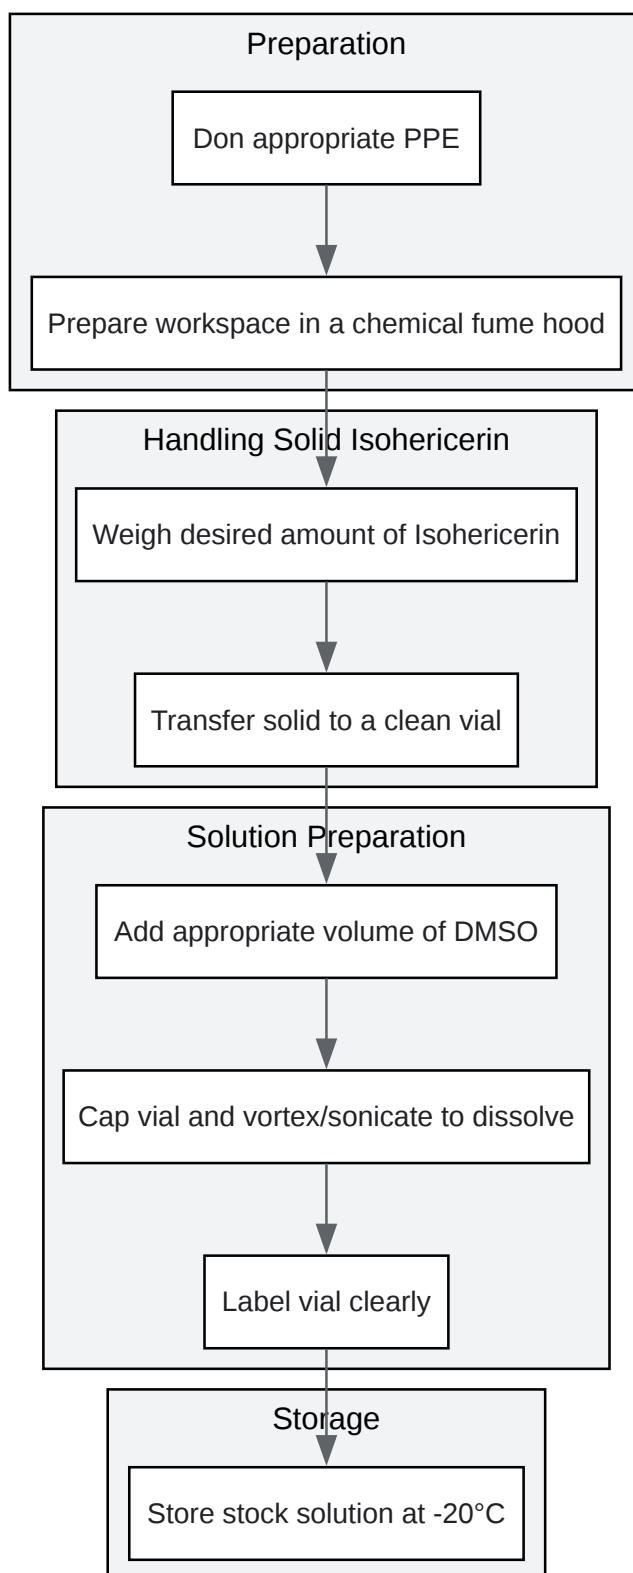 Preparation
Don appropriate PPE
Prepare workspace in a chemical fume hood
Handling Solid Isohericerin
Weigh desired amount of Isohericerin
Transfer solid to a clean vial
Solution Preparation
Add appropriate volume of DMSO
Cap vial and vortex/sonicate to dissolve
Label vial clearly
Storage
Store stock solution at -20°C